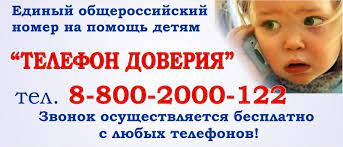 Единый общероссийский
номер на помощь детям
“ТЕЛЕФОН ДОВЕРИЯ”
тел. 8-800-2000-122
Звонок осуществляется бесплатно
с любых телефонов!